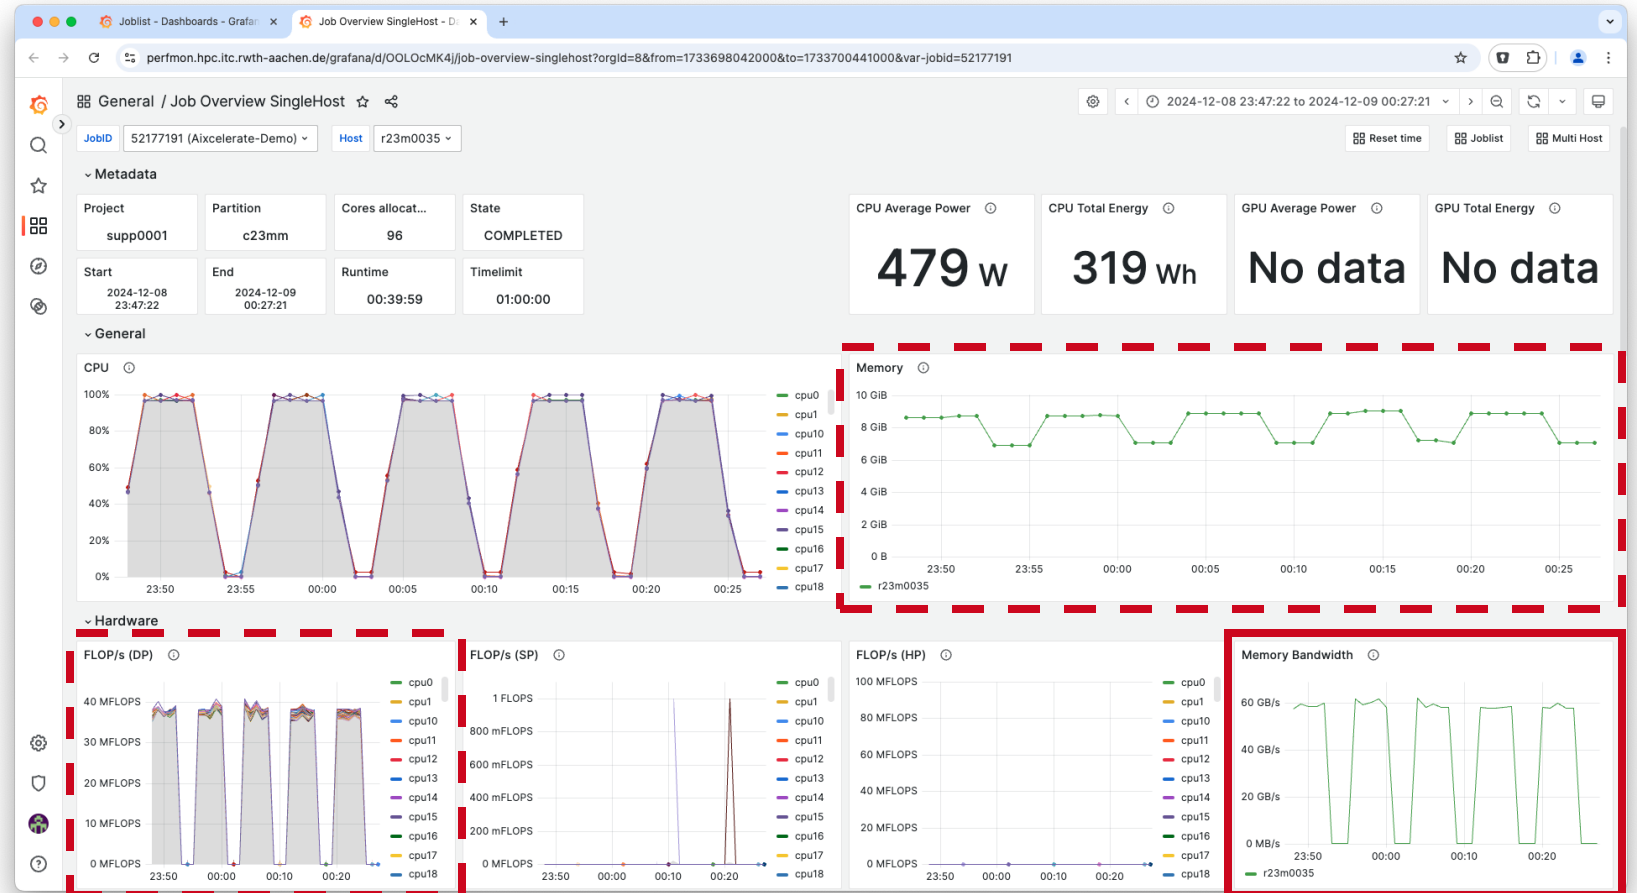 Joblist - Dashboards - Grafan
Job Overview SingleHost - Da
perfmon.hpc.itc.rwth-aachen.de/grafana/d/OOLOcMK4j/job-overview-singlehost?orgId=8&from=1733698042000&to=1733700441000&var-jobid=52177191
General / Job Overview SingleHost
2024-12-08 23:47:22 to 2024-12-09 00:27:21
JobID 52177191 (Aixcelerate-Demo) Host r23m0035
Reset time Joblist Multi Host
Metadata
Project
supp0001
Partition
c23mm
Cores allocat...
96
State
COMPLETED
Start
2024-12-08
23:47:22
End
2024-12-09
00:27:21
Runtime
00:39:59
Timelimit
01:00:00
CPU Average Power
479 W
CPU Total Energy
319 Wh
GPU Average Power
No data
GPU Total Energy
No data
General
CPU
100%
80%
60%
40%
20%
0%
23:50 23:55 00:00 00:05 00:10 00:15 00:20 00:25
cpu0
cpu1
cpu10
cpu11
cpu12
cpu13
cpu14
cpu15
cpu16
cpu17
cpu18
Memory
10 GiB
8 GiB
6 GiB
4 GiB
2 GiB
0 B
23:50 23:55 00:00 00:05 00:10 00:15 00:20 00:25
r23m0035
Hardware
FLOP/s (DP)
40 MFLOPS
30 MFLOPS
20 MFLOPS
10 MFLOPS
0 MFLOPS
23:50 00:00 00:10 00:20
cpu0
cpu1
cpu10
cpu11
cpu12
cpu13
cpu14
cpu15
cpu16
cpu17
cpu18
FLOP/s (SP)
1 FLOPS
800 mFLOPS
600 mFLOPS
400 mFLOPS
200 mFLOPS
0 MFLOPS
23:50 00:00 00:10 00:20
cpu0
cpu1
cpu10
cpu11
cpu12
cpu13
cpu14
cpu15
cpu16
cpu17
cpu18
FLOP/s (HP)
100 MFLOPS
80 MFLOPS
60 MFLOPS
40 MFLOPS
20 MFLOPS
0 MFLOPS
23:50 00:00 00:10 00:20
cpu0
cpu1
cpu10
cpu11
cpu12
cpu13
cpu14
cpu15
cpu16
cpu17
cpu18
Memory Bandwidth
60 GB/s
40 GB/s
20 GB/s
0 MB/s
23:50 00:00 00:10 00:20
r23m0035